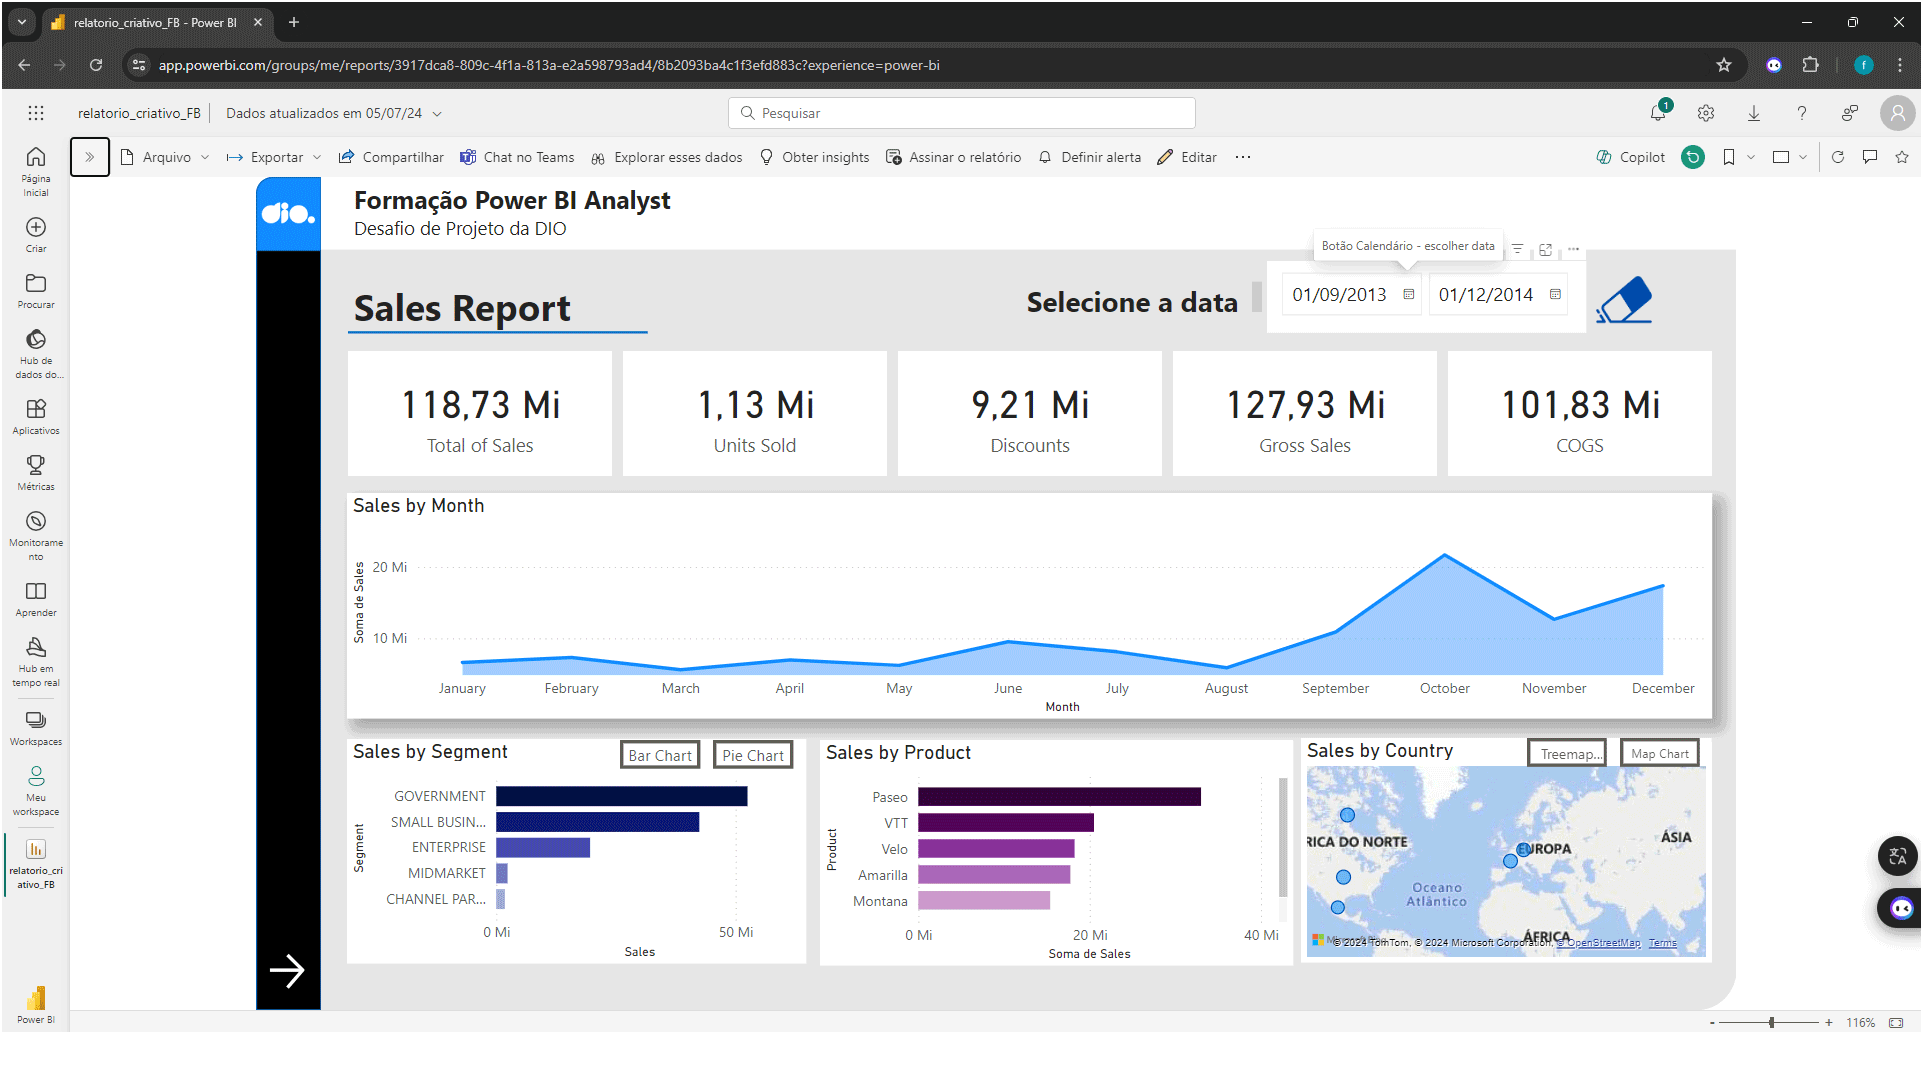 relatorio_criativo_FB - Power BI
app.powerbi.com/groups/me/reports/3917dca8-809c-4f1a-813a-e2a598793ad4/8b2093ba4c1f3efd883c?experience=power-bi
f
relatorio_criativo_FB
Dados atualizados em 05/07/24
Pesquisar
1
Arquivo
Exportar
Compartilhar
Chat no Teams
Explorar esses dados
Obter insights
Assinar o relatório
Definir alerta
Editar
Copilot
Página
Inicial
Criar
Procurar
Hub de
dados do...
Aplicativos
Métricas
Monitorame
nto
Aprender
Hub em
tempo real
Workspaces
Meu
workspace
relatorio_cri
ativo_FB
Power BI
dio.
Formação Power BI Analyst
Desafio de Projeto da DIO
Botão Calendário - escolher data
Sales Report
Selecione a data
01/09/2013
01/12/2014
118,73 Mi
Total of Sales
1,13 Mi
Units Sold
9,21 Mi
Discounts
127,93 Mi
Gross Sales
101,83 Mi
COGS
Sales by Month
Soma de Sales
20 Mi
10 Mi
January
February
March
April
May
June
July
August
September
October
November
December
Month
Sales by Segment
Bar Chart
Pie Chart
Segment
GOVERNMENT
SMALL BUSIN...
ENTERPRISE
MIDMARKET
CHANNEL PAR...
0 Mi
50 Mi
Sales
Sales by Product
Product
Paseo
VTT
Velo
Amarilla
Montana
0 Mi
20 Mi
40 Mi
Soma de Sales
Sales by Country
Treemap...
Map Chart
RICA DO NORTE
EUROPA
ÁSIA
Oceano
Atlântico
ÁFRICA
© 2024 TomTom, © 2024 Microsoft Corporation, © OpenStreetMap Terms
116%